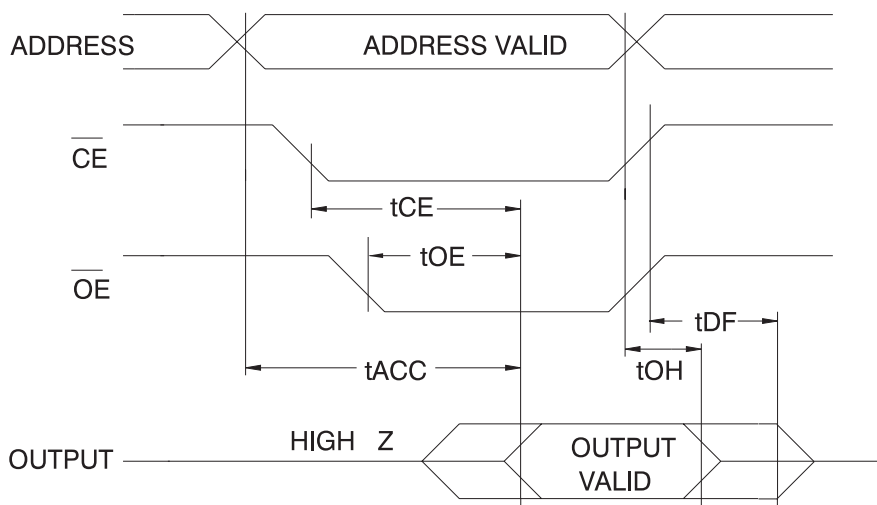 ADDRESS ADDRESS VALID
CE
tCE
tOE
OE
tDF
tACC
tOH
HIGH Z
OUTPUT
OUTPUT VALID